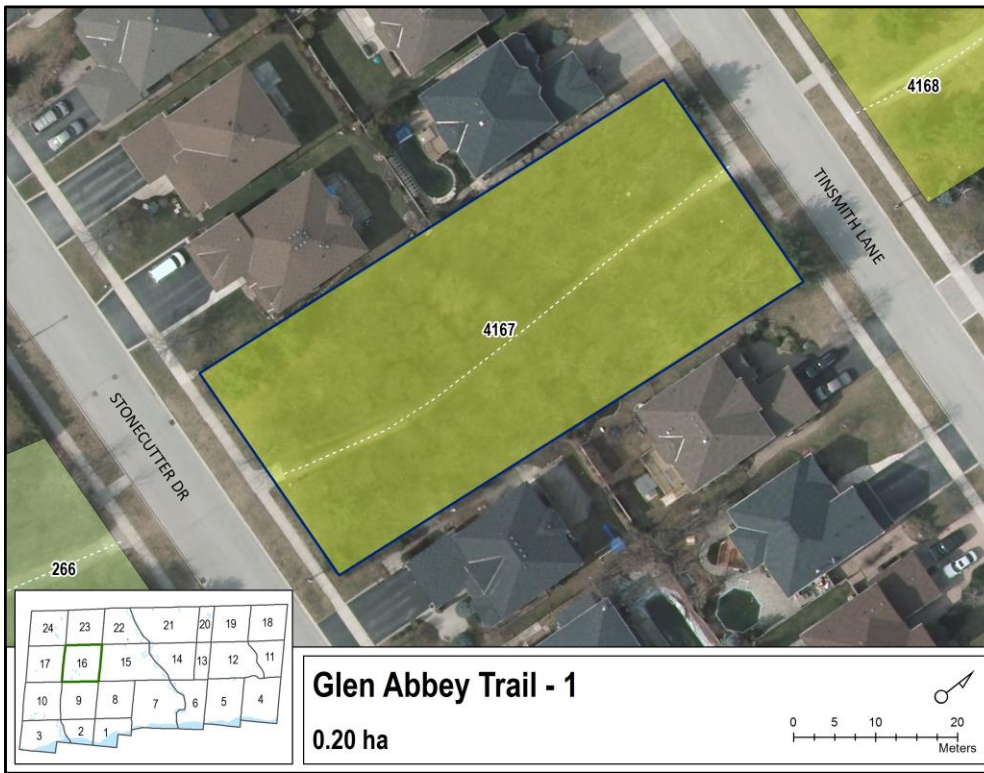 4168
TINSMITH LANE
4167
STONECUTTER DR
266
24 23 22 21 20 19 18
17 16 15 14 13 12 11
10 9 8 7 6 5 4
3 2 1
Glen Abbey Trail - 1
0.20 ha
0 5 10 20
Meters